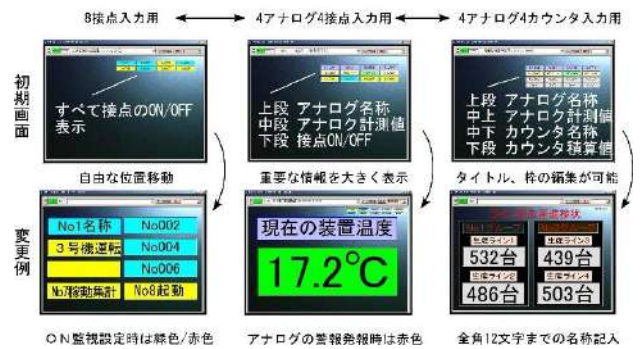 8接点入力用
4アナログ4接点入力用
4アナログ4カウンタ入力用
初期画面
すべて接点のON/OFF
表示
上段 アナログ名称
中段 アナログ計測値
下段 接点ON/OFF
上段 アナログ名称
中上 アナログ計測値
中下 カウンタ名称
下段 カウンタ積算値
自由な位置移動
重要な情報を大きく表示
タイトル、枠の編集が可能
変更例
No1名称
No002
3号機運転
No004
No006
No7稼動集計
No8起動
現在の装置温度
17.2℃
生産ライン1
生産ライン3
532台
439台
生産ライン2
生産ライン4
486台
503台
ON監視設定時は緑色/赤色
アナログの警報発報時は赤色
全角12文字までの名称記入